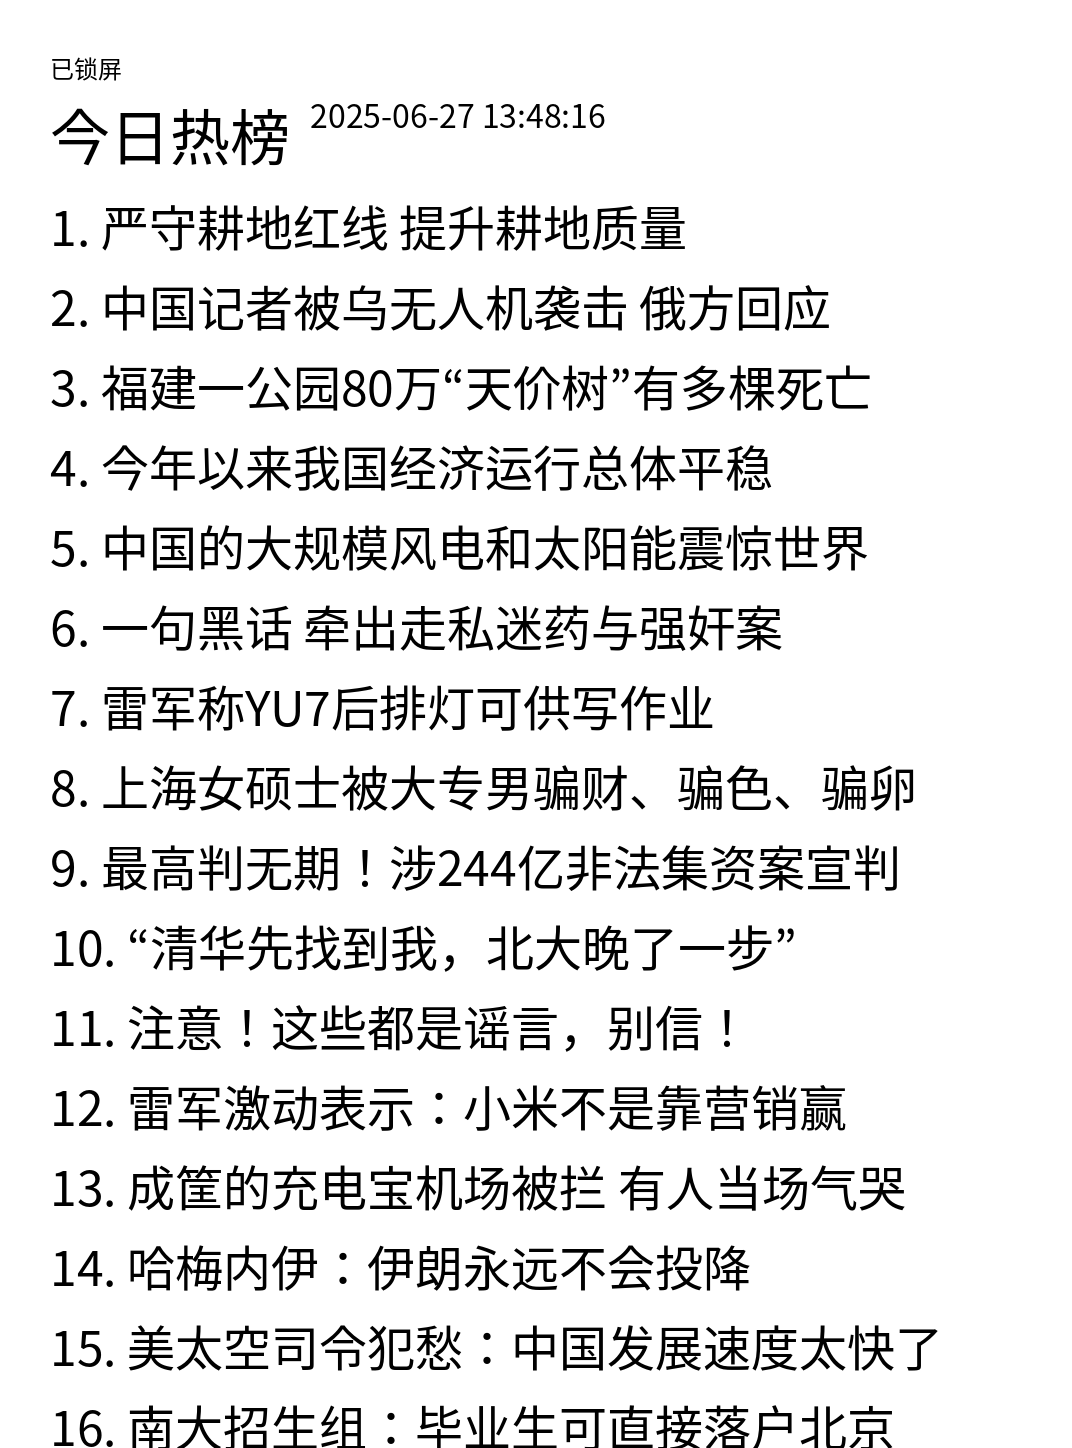 已锁屏
今日热榜 2025-06-27 13:48:16
1. 严守耕地红线 提升耕地质量
2. 中国记者被乌无人机袭击 俄方回应
3. 福建一公园80万“天价树”有多棵死亡
4. 今年以来我国经济运行总体平稳
5. 中国的大规模风电和太阳能震惊世界
6. 一句黑话 牵出走私迷药与强奸案
7. 雷军称YU7后排灯可供写作业
8. 上海女硕士被大专男骗财、骗色、骗卵
9. 最高判无期！涉244亿非法集资案宣判
10. “清华先找到我，北大晚了一步”
11. 注意！这些都是谣言，别信！
12. 雷军激动表示：小米不是靠营销赢
13. 成筐的充电宝机场被拦 有人当场气哭
14. 哈梅内伊：伊朗永远不会投降
15. 美太空司令犯愁：中国发展速度太快了
16. 南大招生组：毕业生可直接落户北京